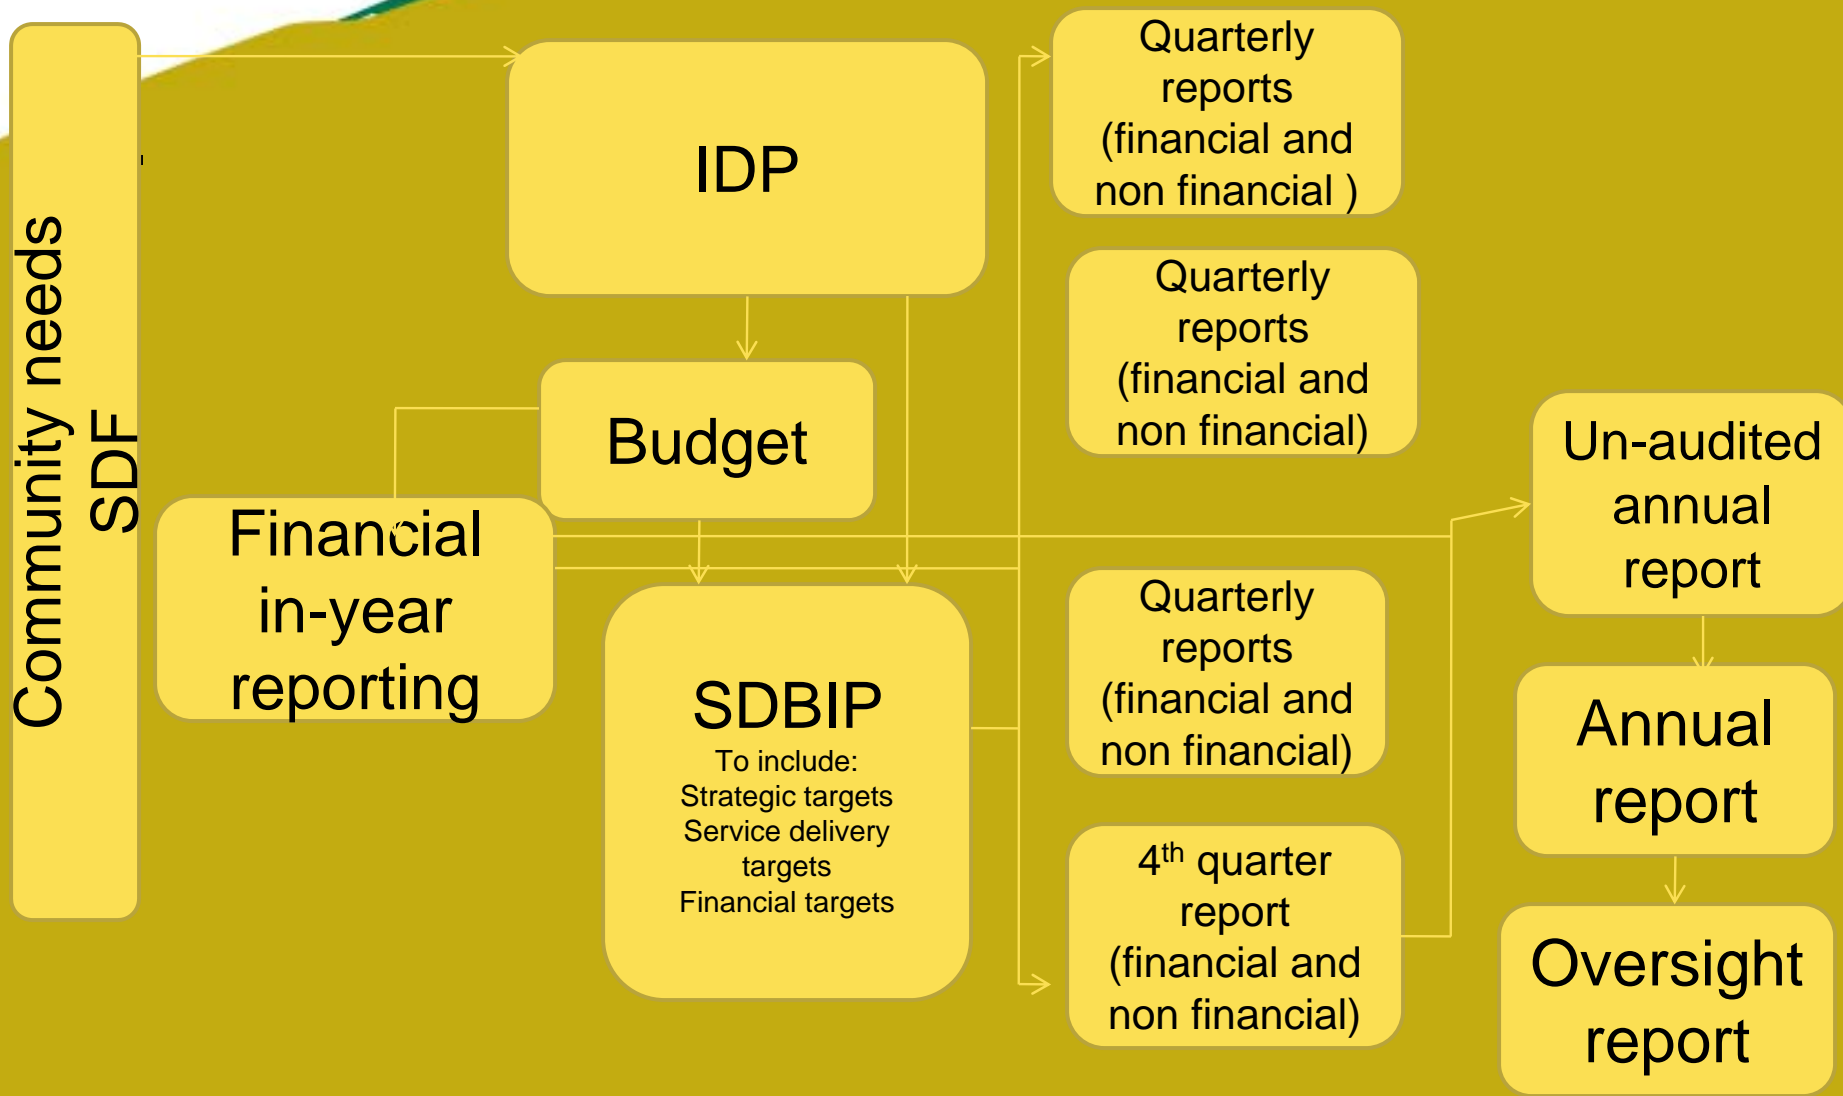 Community needs
SDF
IDP
Budget
Financial
in-year
reporting
SDBIP
To include:
Strategic targets
Service delivery
targets
Financial targets
Quarterly
reports
(financial and
non financial )
Quarterly
reports
(financial and
non financial)
Quarterly
reports
(financial and
non financial)
4th quarter
report
(financial and
non financial)
Un-audited
annual
report
Annual
report
Oversight
report